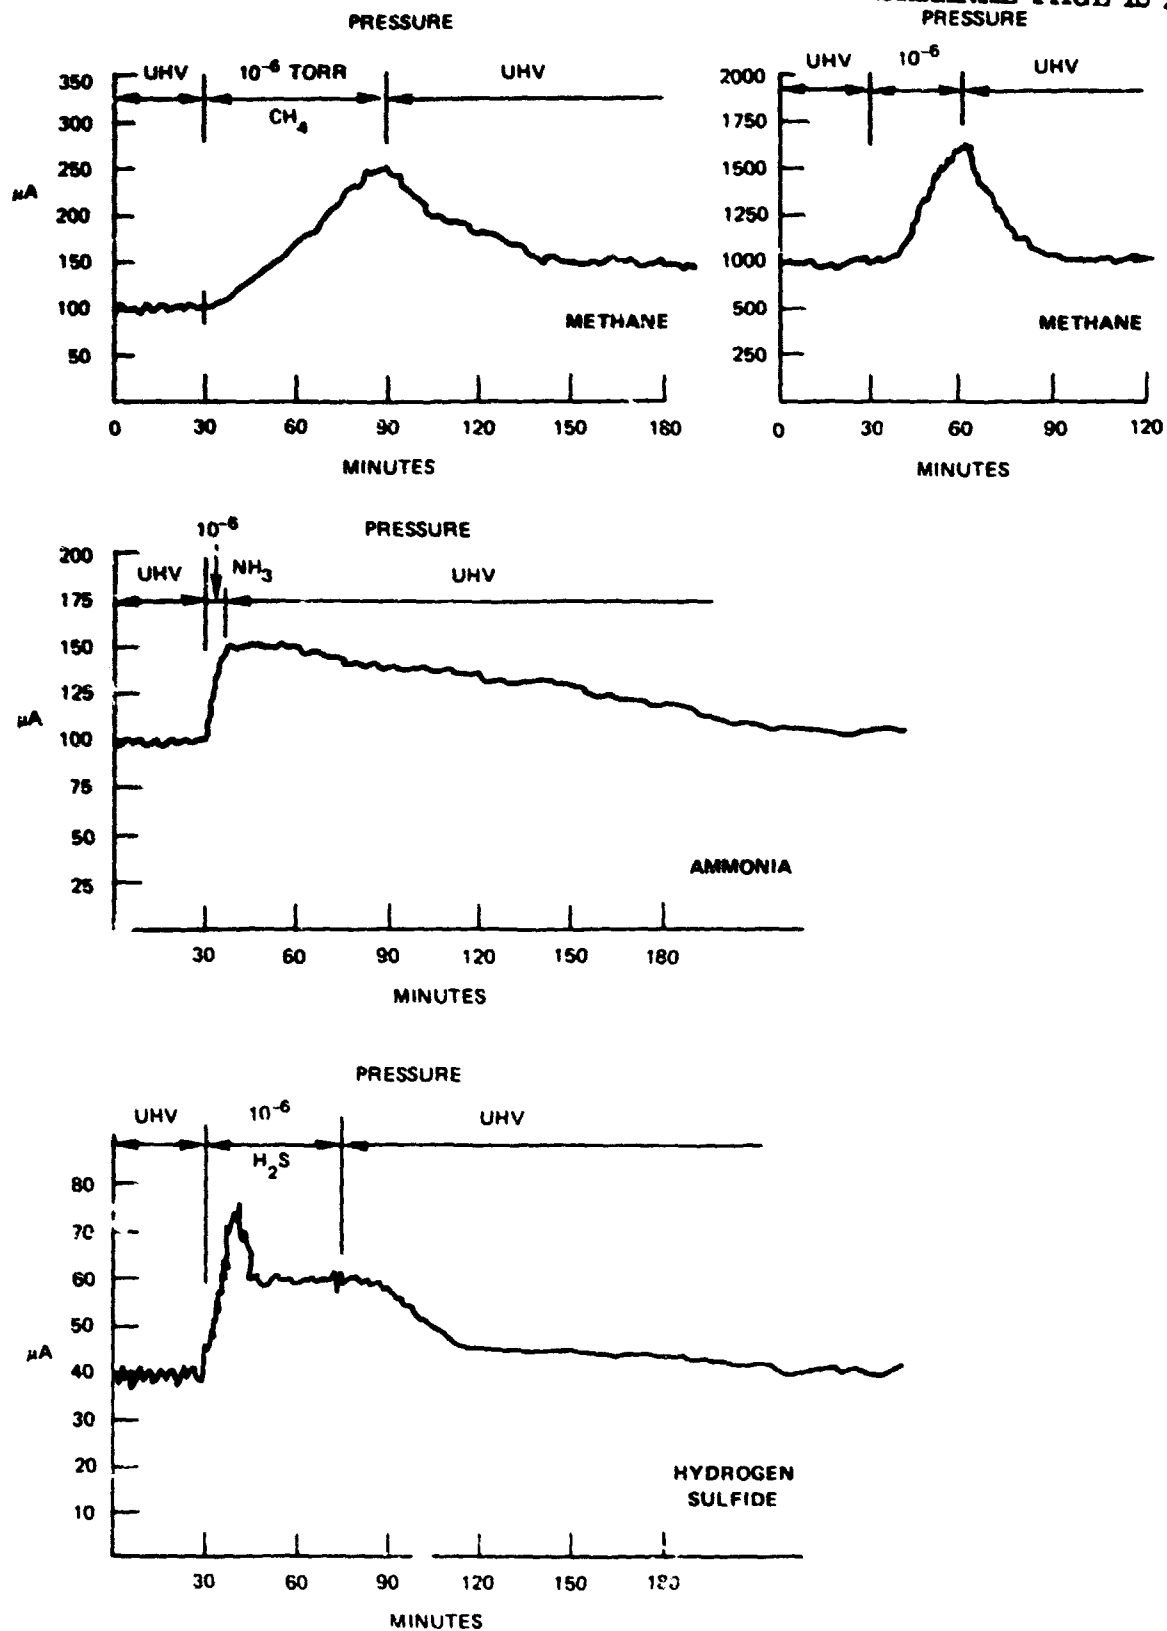 PAGE IS
PRESSURE
UHV 10⁻⁶ TORR UHV
CH₄
350
300
250
200
150
100
50
μA
METHANE
0 30 60 90 120 150 180
MINUTES
PRESSURE
UHV 10⁻⁶ UHV
2000
1750
1500
1250
1000
500
250
METHANE
0 30 60 90 120
MINUTES
10⁻⁶ PRESSURE
UHV NH₃ UHV
200
175
150
125
100
75
50
25
μA
AMMONIA
30 60 90 120 150 180
MINUTES
PRESSURE
UHV 10⁻⁶ UHV
H₂S
80
70
60
50
40
30
20
10
μA
HYDROGEN
SULFIDE
30 60 90 120 150 180
MINUTES